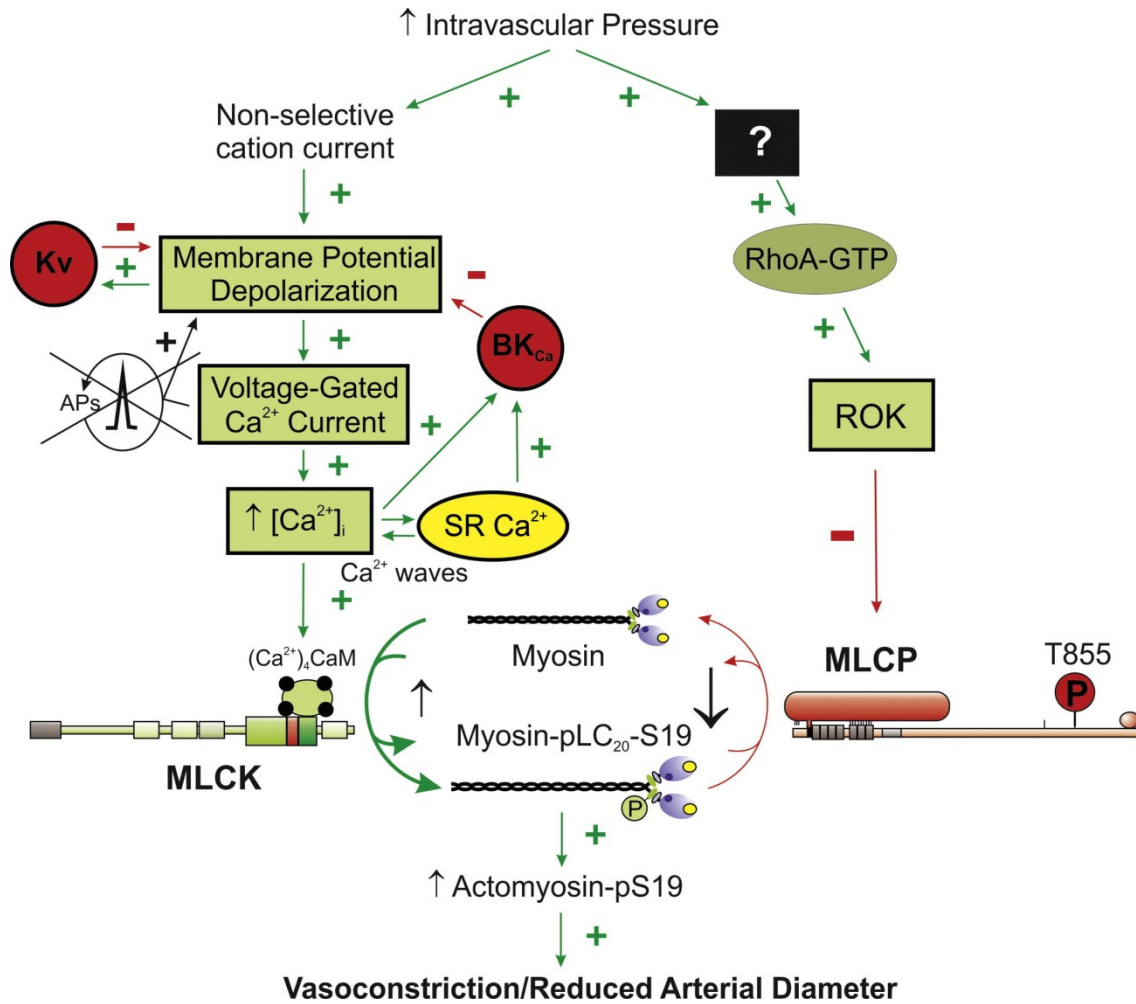 ↑ Intravascular Pressure
+
+
Non-selective
cation current
?
+
+
Kv
−
+
Membrane Potential
Depolarization
−
RhoA-GTP
+
+
+
BK_Ca
APs
Voltage-Gated
Ca²⁺ Current
+
+
ROK
+
↑ [Ca²⁺]ᵢ
SR Ca²⁺
−
Ca²⁺ waves
+
(Ca²⁺)₄CaM
Myosin
MLCP
T855
P
↑
↓
Myosin-pLC₂₀-S19
MLCK
P
+
↑ Actomyosin-pS19
+
Vasoconstriction/Reduced Arterial Diameter